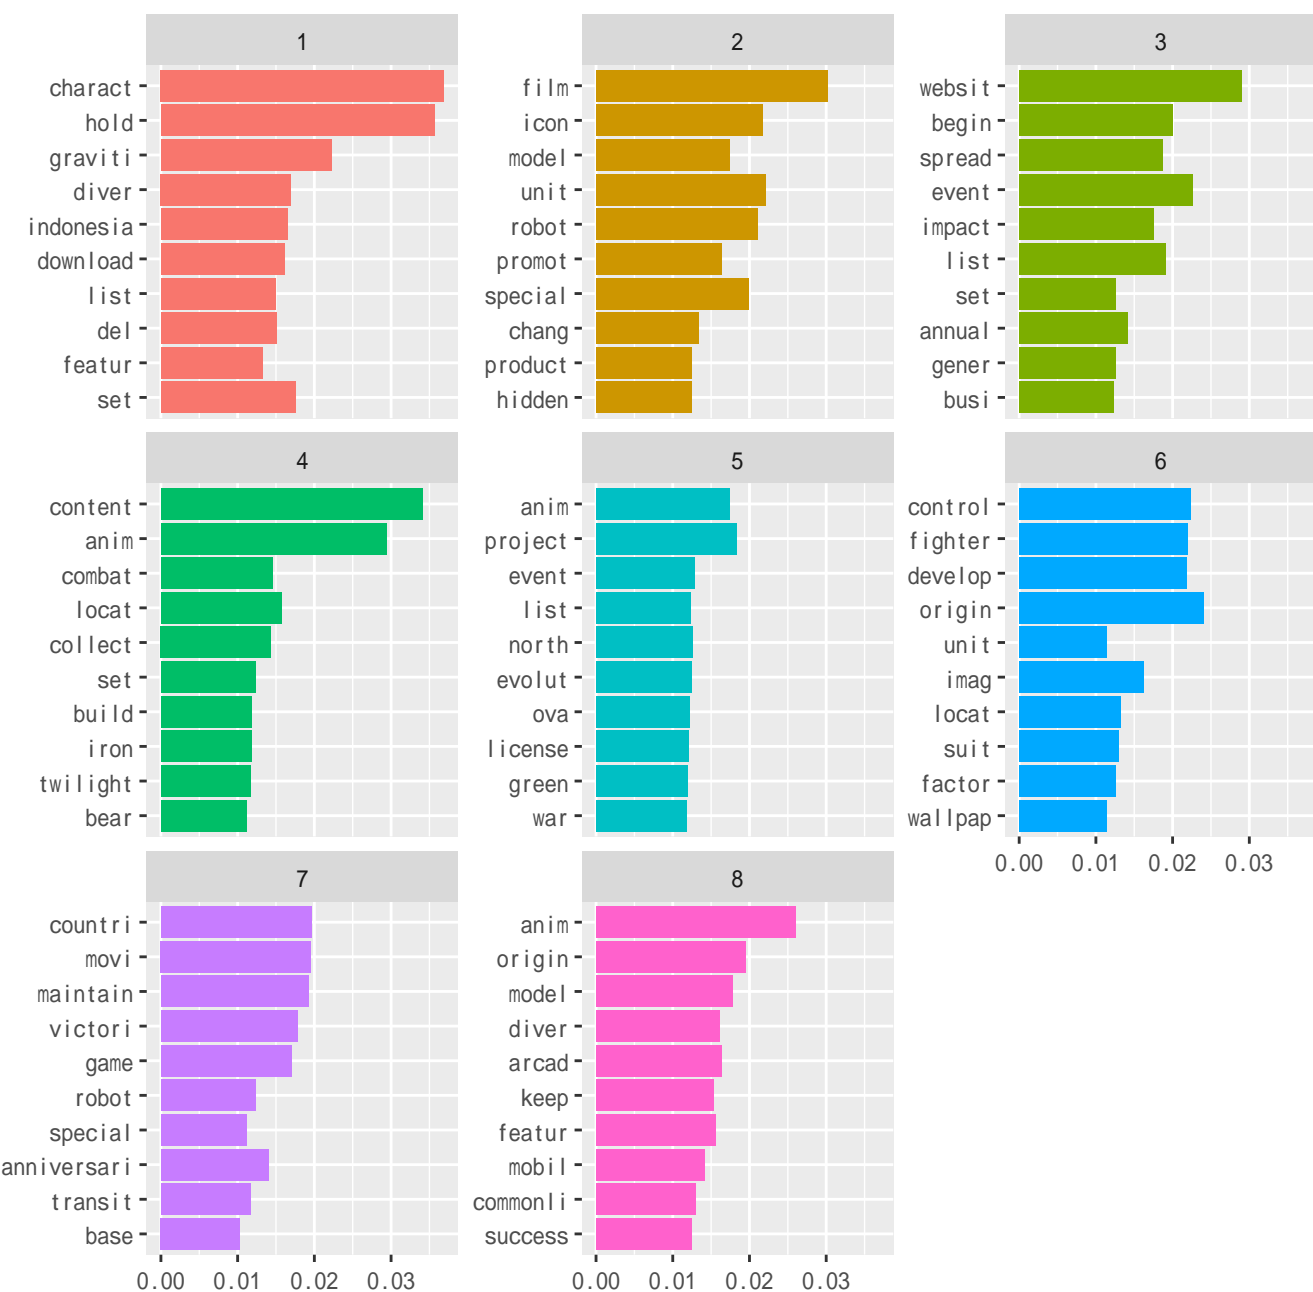 1
charact
hold
graviti
diver
indonesia
download
list
del
featur
set
2
film
icon
model
unit
robot
promot
special
chang
product
hidden
3
websit
begin
spread
event
impact
list
set
annual
gener
busi
4
content
anim
combat
locat
collect
set
build
iron
twilight
bear
5
anim
project
event
list
north
evolut
ova
license
green
war
6
control
fighter
develop
origin
unit
imag
locat
suit
factor
wallpap
0.00 0.01 0.02 0.03
7
countri
movi
maintain
victori
game
robot
special
anniversari
transit
base
0.00 0.01 0.02 0.03
8
anim
origin
model
diver
arcad
keep
featur
mobil
commonli
success
0.00 0.01 0.02 0.03